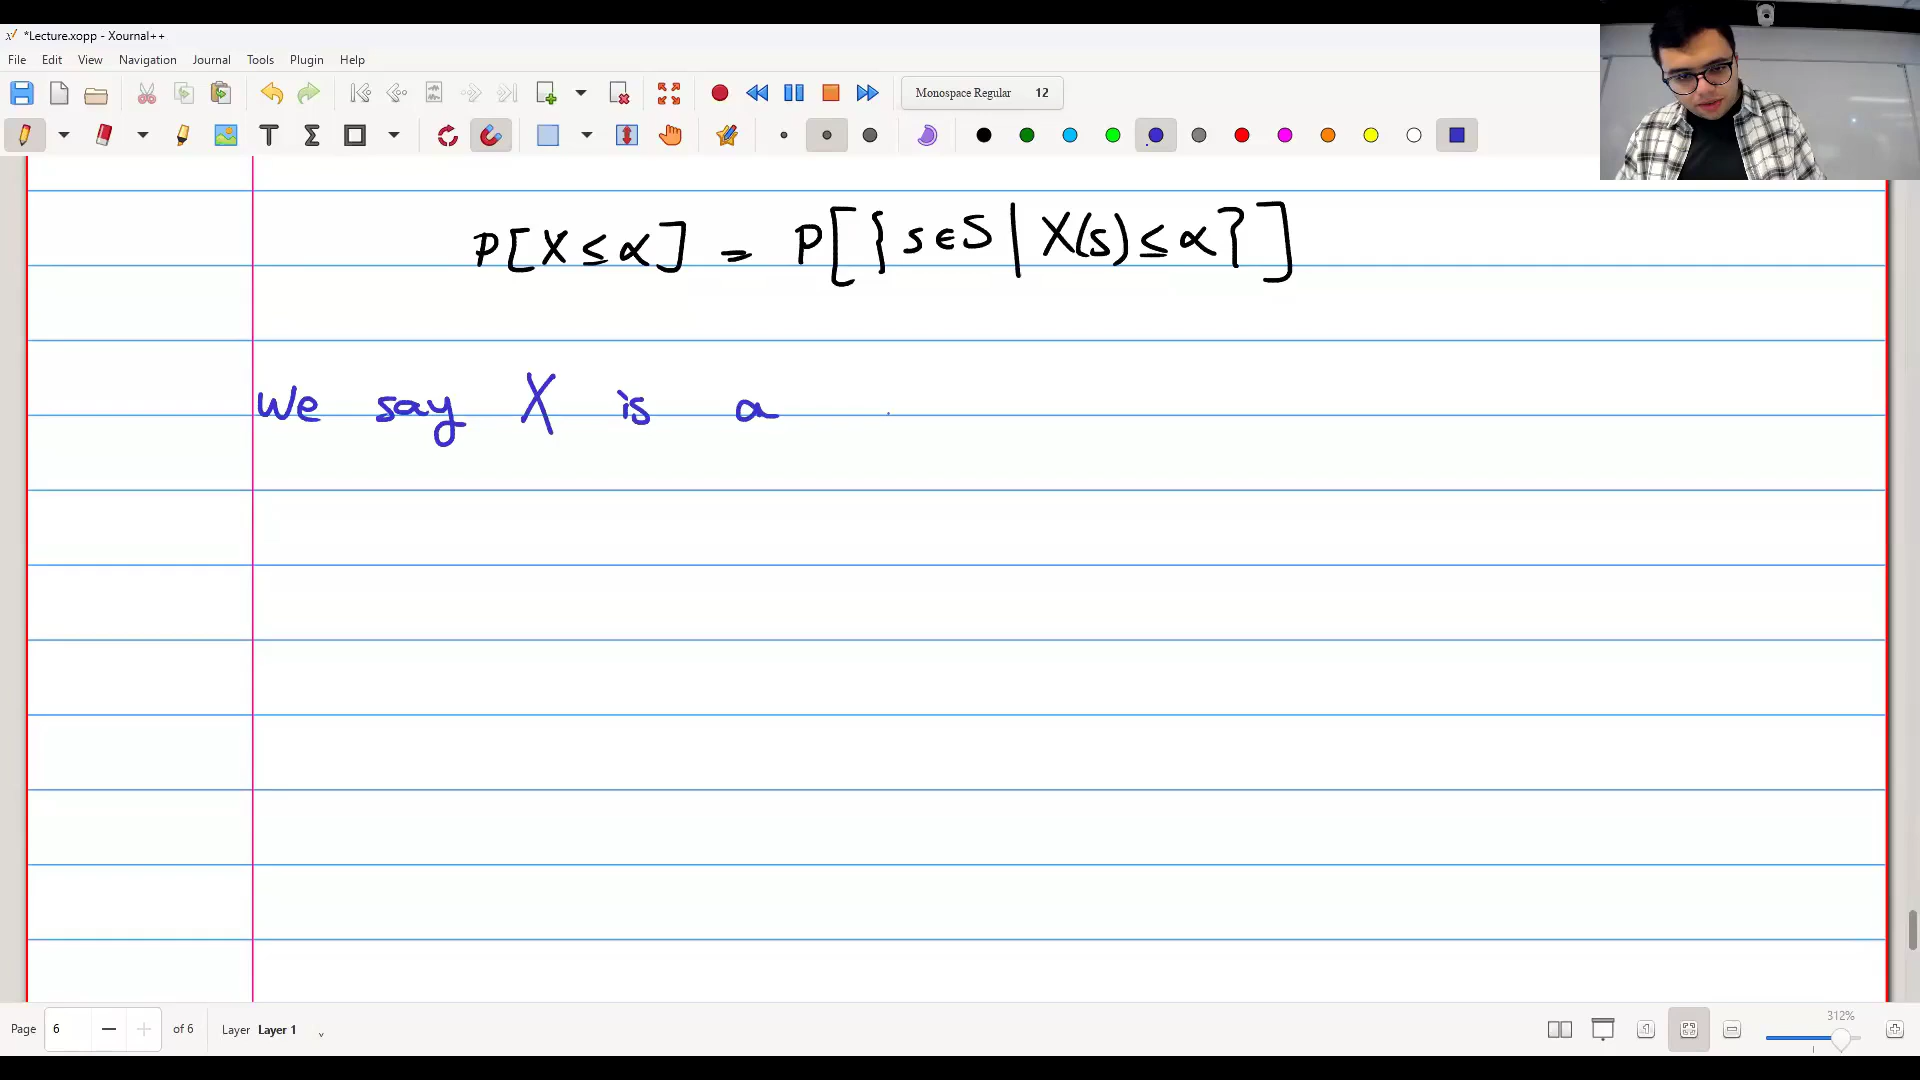 *Lecture.xopp - Xournal++
File Edit View Navigation Journal Tools Plugin Help
Monospace Regular 12
P[X ≤ α] = P[{s∈S | X(s) ≤ α}]
We say X is a
Page 6 of 6 Layer Layer 1 312%